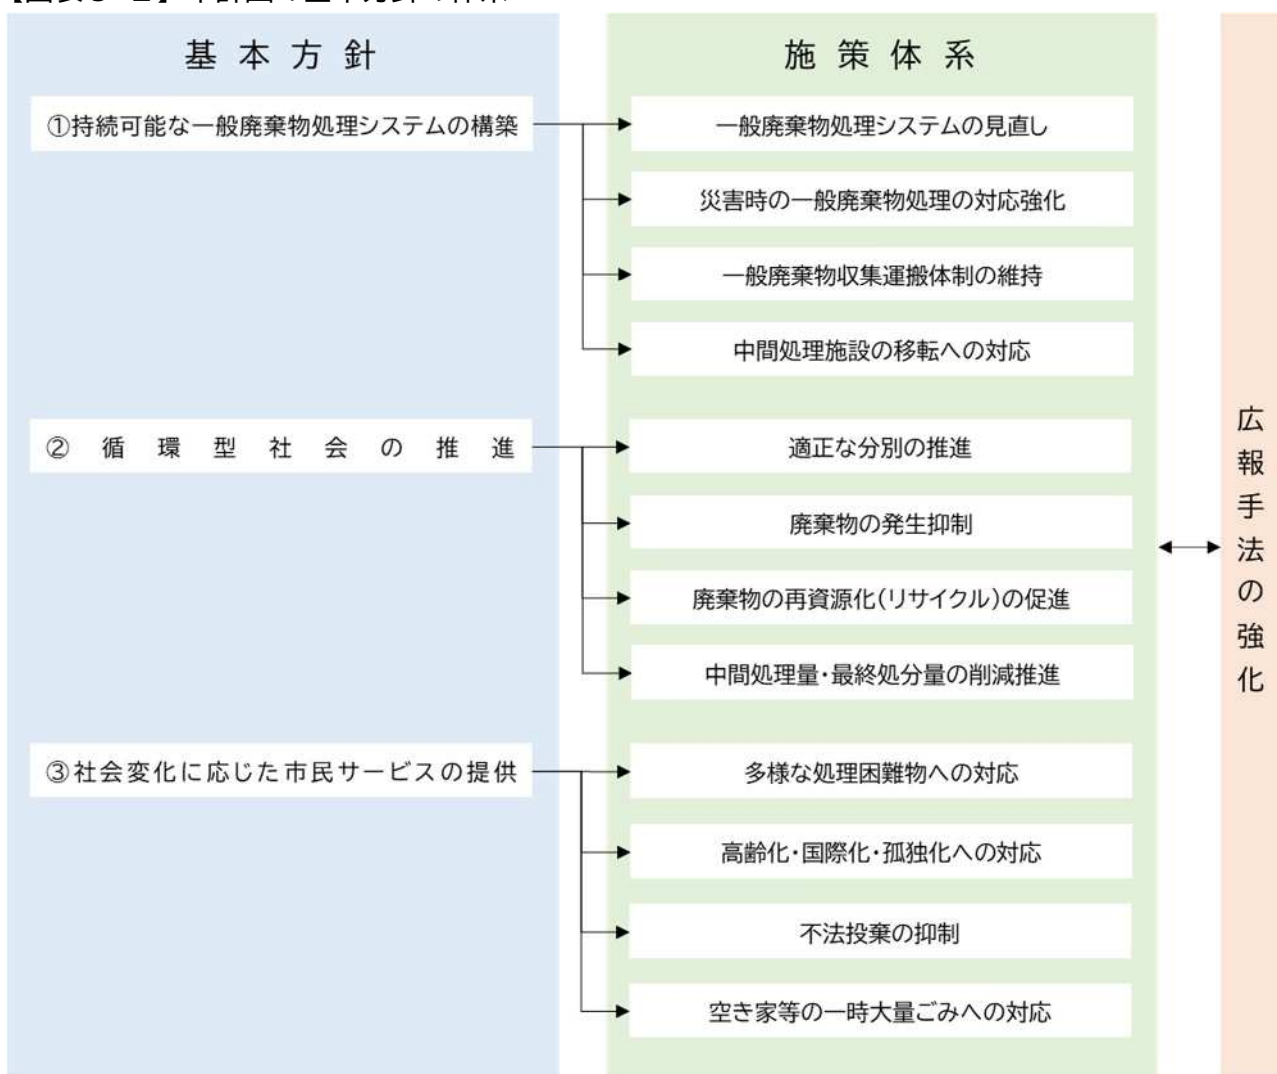 基本方針
①持続可能な一般廃棄物処理システムの構築
②循環型社会の推進
③社会変化に応じた市民サービスの提供
施策体系
一般廃棄物処理システムの見直し
災害時の一般廃棄物処理の対応強化
一般廃棄物収集運搬体制の維持
中間処理施設の移転への対応
適正な分別の推進
廃棄物の発生抑制
廃棄物の再資源化(リサイクル)の促進
中間処理量・最終処分量の削減推進
多様な処理困難物への対応
高齢化・国際化・孤独化への対応
不法投棄の抑制
空き家等の一時大量ごみへの対応
広報手法の強化